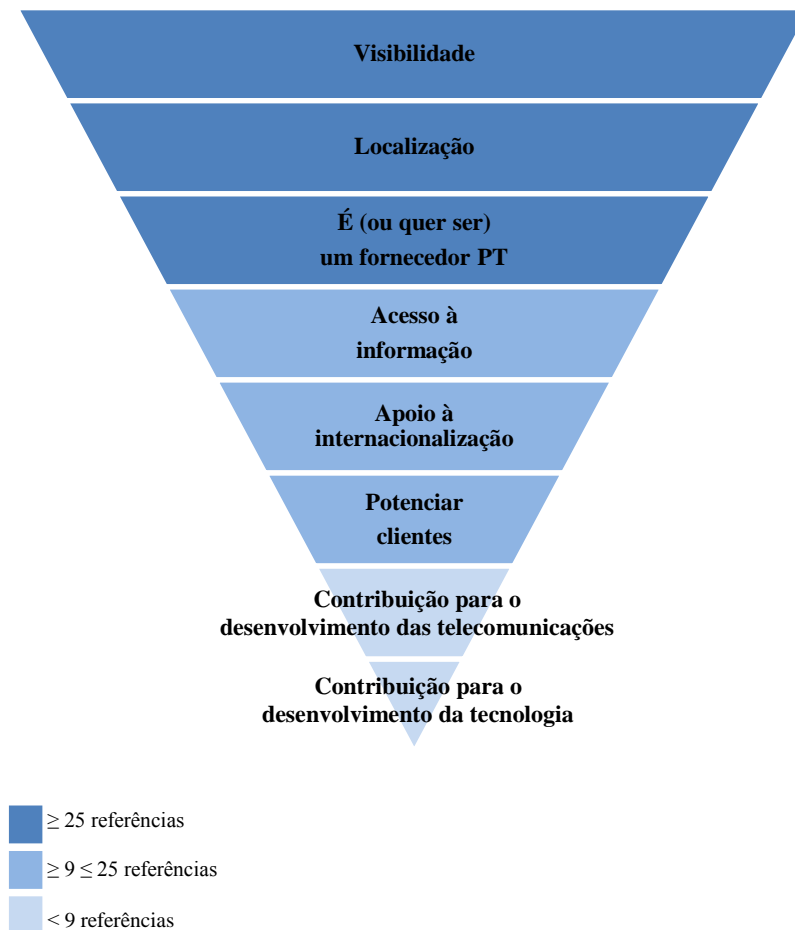 Visibilidade
Localização
É (ou quer ser)
um fornecedor PT
Acesso à
informação
Apoio à
internacionalização
Potenciar
clientes
Contribuição para o
desenvolvimento das telecomunicações
Contribuição para o
desenvolvimento da tecnologia
≥ 25 referências
≥ 9 ≤ 25 referências
< 9 referências